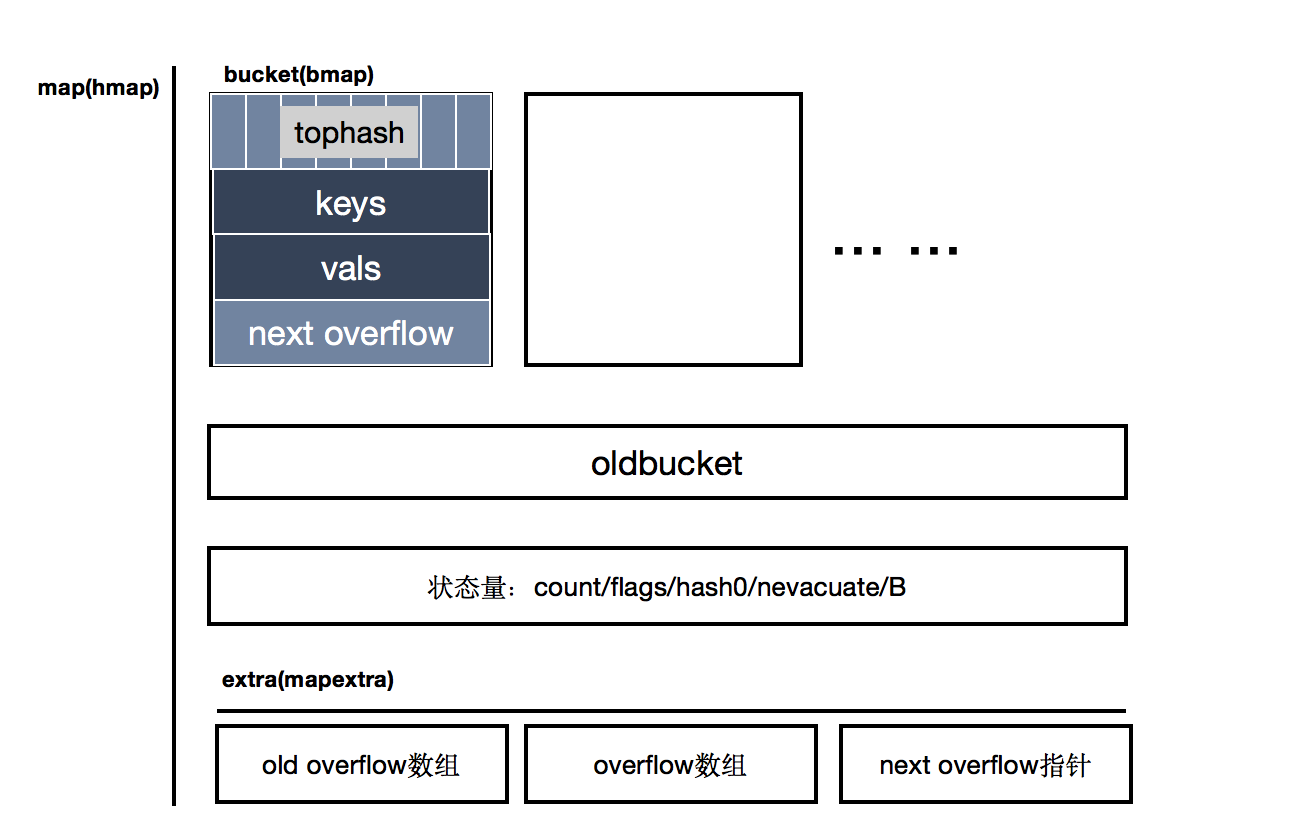 map(hmap)
bucket(bmap)
tophash
keys
vals
next overflow
... ...
oldbucket
状态量：count/flags/hash0/nevacuate/B
extra(mapextra)
old overflow数组
overflow数组
next overflow指针